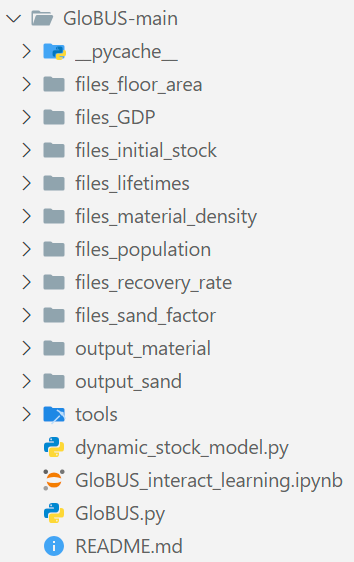 GloBUS-main
__pycache__
files_floor_area
files_GDP
files_initial_stock
files_lifetimes
files_material_density
files_population
files_recovery_rate
files_sand_factor
output_material
output_sand
tools
dynamic_stock_model.py
GloBUS_interact_learning.ipynb
GloBUS.py
README.md